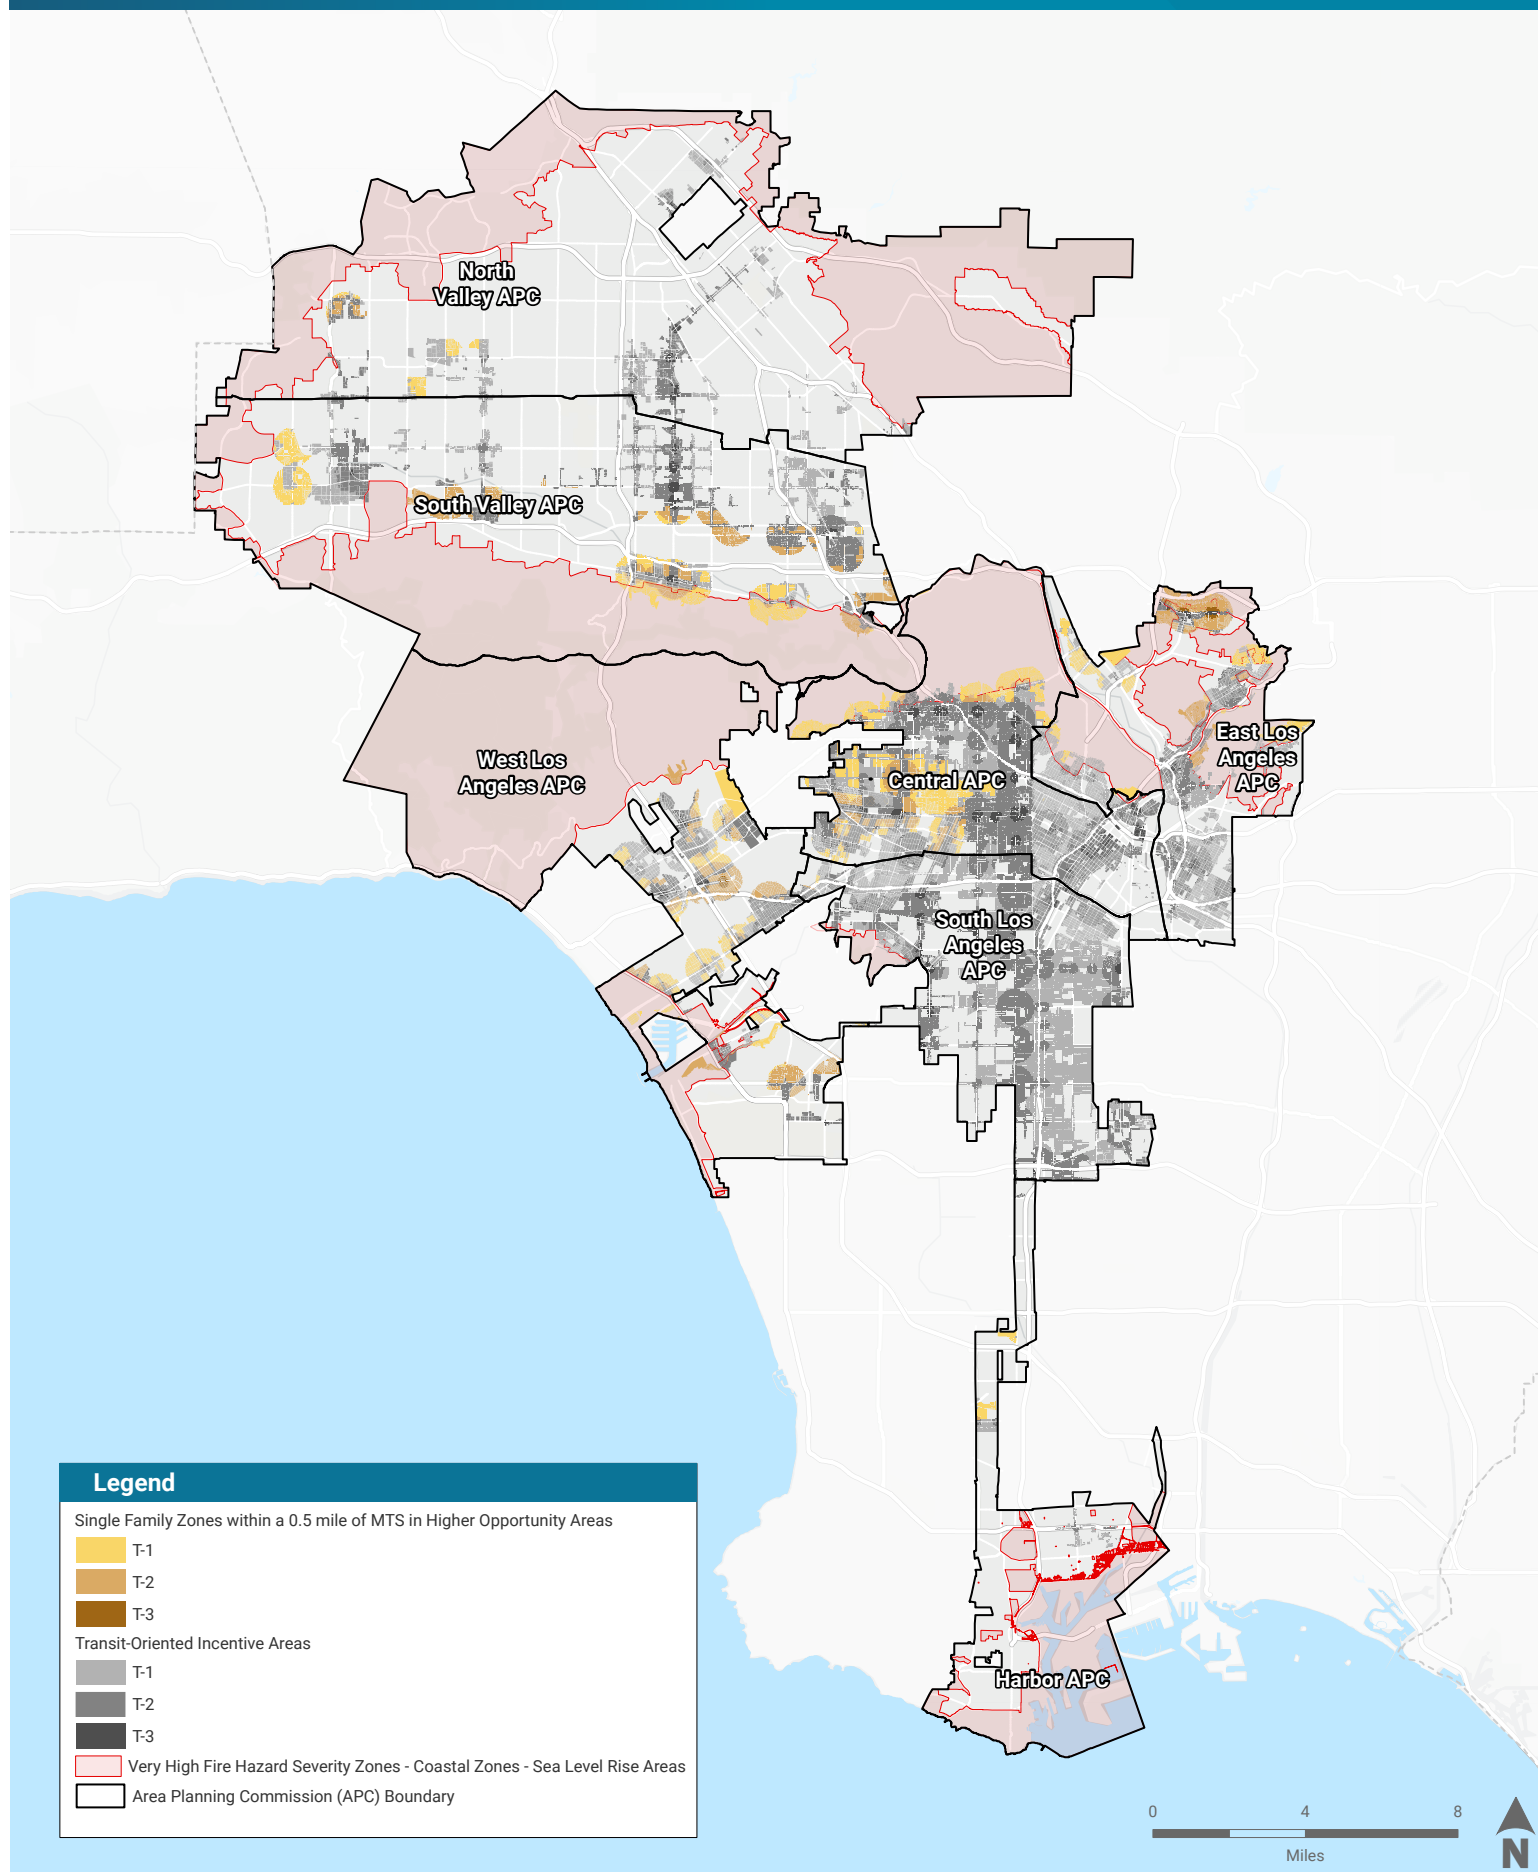 North
Valley APC
South Valley APC
West Los
Angeles APC
Central APC
East Los
Angeles
APC
South Los
Angeles
APC
Harbor APC
Legend
Single Family Zones within a 0.5 mile of MTS in Higher Opportunity Areas
T-1
T-2
T-3
Transit-Oriented Incentive Areas
T-1
T-2
T-3
Very High Fire Hazard Severity Zones - Coastal Zones - Sea Level Rise Areas
Area Planning Commission (APC) Boundary
0 4 8
Miles
N